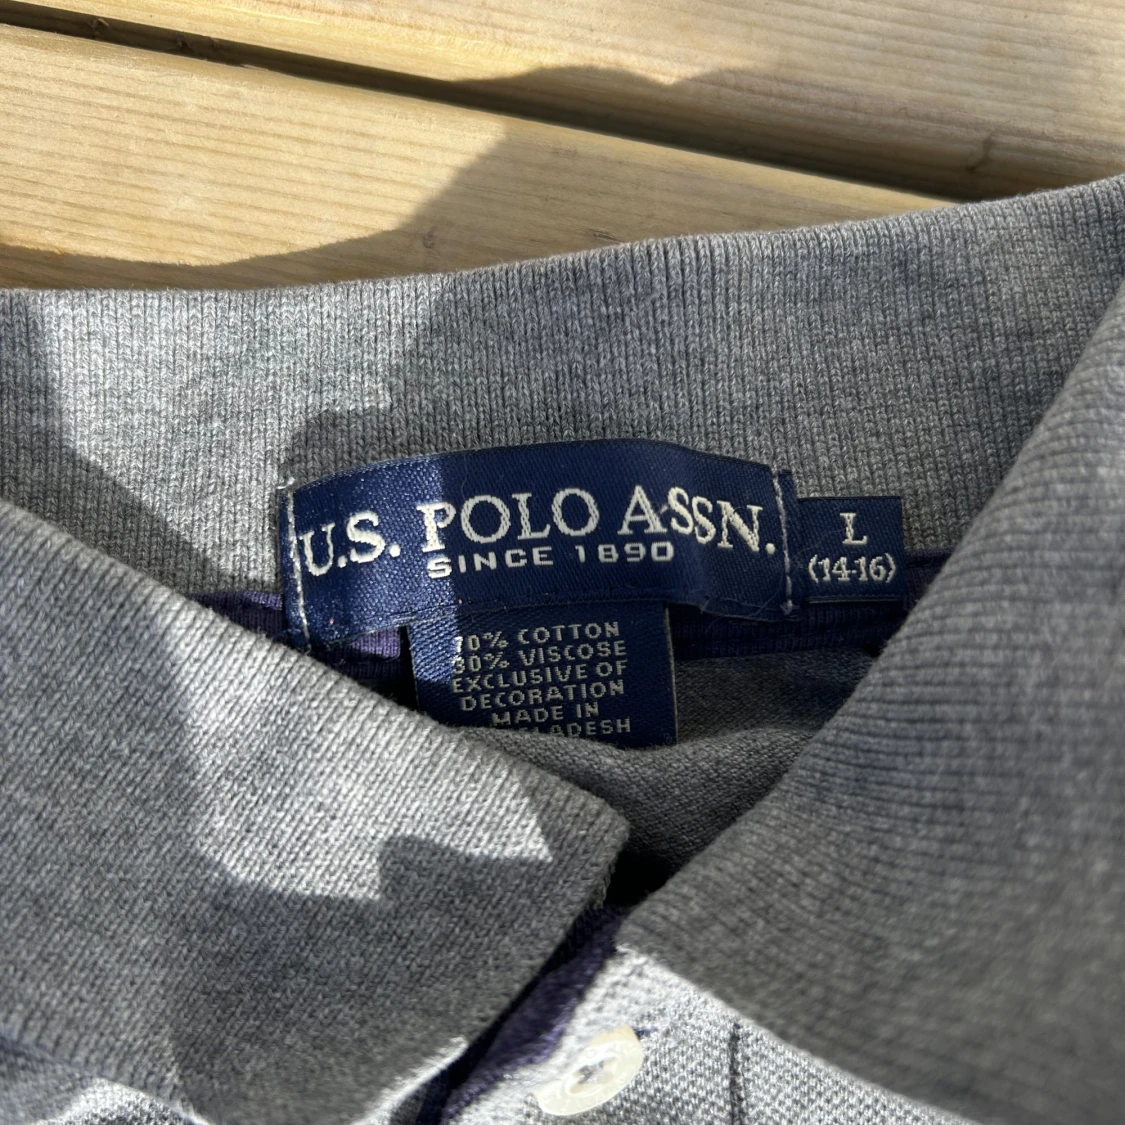 U.S. POLO ASSN.
SINCE 1890
L
(14-16)
70% COTTON
30% VISCOSE
EXCLUSIVE OF
DECORATION
MADE IN